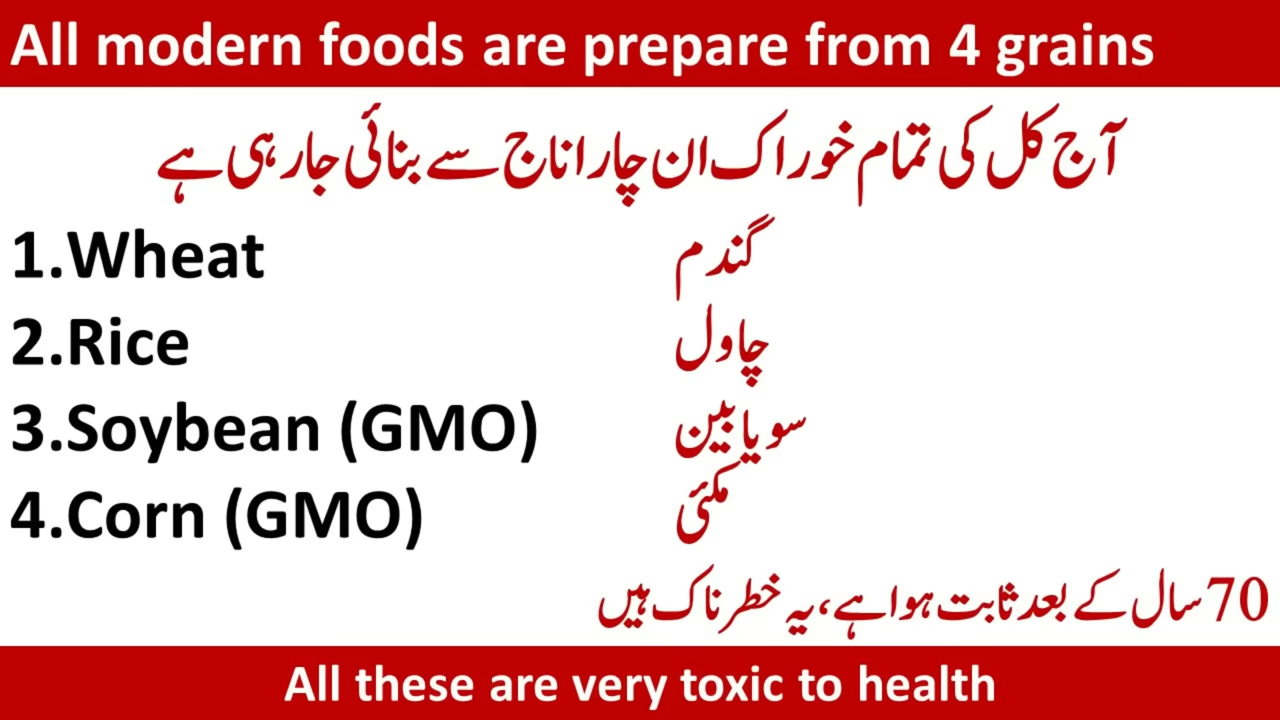 All modern foods are prepare from 4 grains
آج کل کی تمام خوراک ان چار اناج سے بنائی جا رہی ہے
1.Wheat گندم
2.Rice چاول
3.Soybean (GMO) سویا بین
4.Corn (GMO) مکئی
70 سال کے بعد ثابت ہوا ہے، یہ خطرناک ہیں
All these are very toxic to health